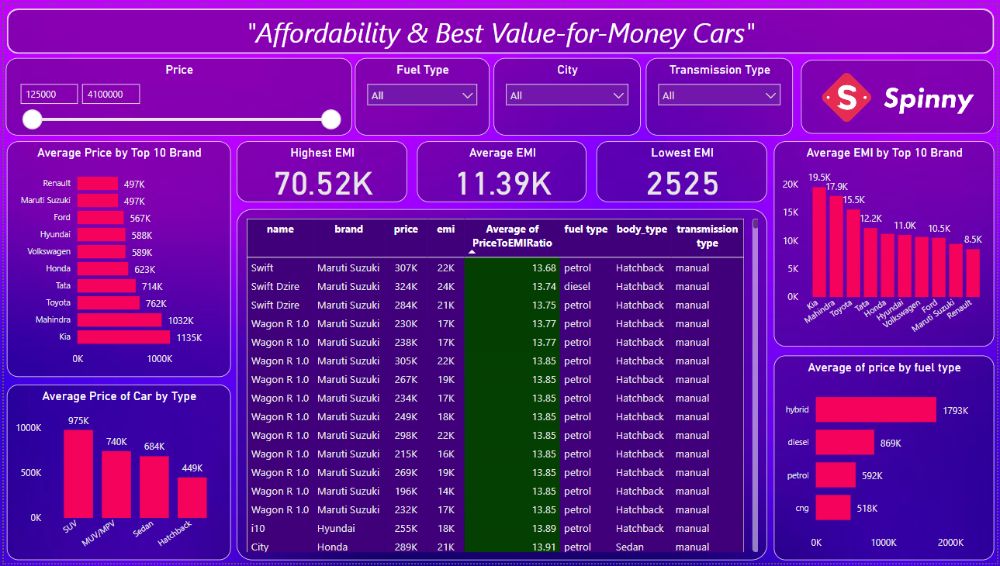 "Affordability & Best Value-for-Money Cars"
Price
125000 4100000
Fuel Type
All
City
All
Transmission Type
All
S Spinny
Average Price by Top 10 Brand
Renault 497K
Maruti Suzuki 497K
Ford 567K
Hyundai 588K
Volkswagen 589K
Honda 623K
Tata 714K
Toyota 762K
Mahindra 1032K
Kia 1135K
0K 1000K
Highest EMI
70.52K
Average EMI
11.39K
Lowest EMI
2525
Average EMI by Top 10 Brand
20K
15K
10K
5K
0K
19.5K
17.9K
15.5K
12.2K
11.0K
10.5K
8.5K
Kia
Mahindra
Toyota
Tata
Honda
Hyundai
Volkswagen
Ford
Maruti Suzuki
Renault
name brand price emi Average of fuel type body_type transmission
PriceToEMIRatio type
Swift Maruti Suzuki 307K 22K 13.68 petrol Hatchback manual
Swift Dzire Maruti Suzuki 324K 24K 13.74 diesel Hatchback manual
Swift Dzire Maruti Suzuki 284K 21K 13.75 petrol Hatchback manual
Wagon R 1.0 Maruti Suzuki 230K 17K 13.77 petrol Hatchback manual
Wagon R 1.0 Maruti Suzuki 238K 17K 13.77 petrol Hatchback manual
Wagon R 1.0 Maruti Suzuki 305K 22K 13.85 petrol Hatchback manual
Wagon R 1.0 Maruti Suzuki 267K 19K 13.85 petrol Hatchback manual
Wagon R 1.0 Maruti Suzuki 234K 17K 13.85 petrol Hatchback manual
Wagon R 1.0 Maruti Suzuki 249K 18K 13.85 petrol Hatchback manual
Wagon R 1.0 Maruti Suzuki 298K 22K 13.85 petrol Hatchback manual
Wagon R 1.0 Maruti Suzuki 215K 16K 13.85 petrol Hatchback manual
Wagon R 1.0 Maruti Suzuki 269K 19K 13.85 petrol Hatchback manual
Wagon R 1.0 Maruti Suzuki 196K 14K 13.85 petrol Hatchback manual
Wagon R 1.0 Maruti Suzuki 232K 17K 13.85 petrol Hatchback manual
i10 Hyundai 255K 18K 13.89 petrol Hatchback manual
City Honda 289K 21K 13.91 petrol Sedan manual
Average Price of Car by Type
1000K
500K
0K
975K
740K
684K
449K
SUV
MUV/MPV
Sedan
Hatchback
Average of price by fuel type
hybrid 1793K
diesel 869K
petrol 592K
cng 518K
0K 1000K 2000K